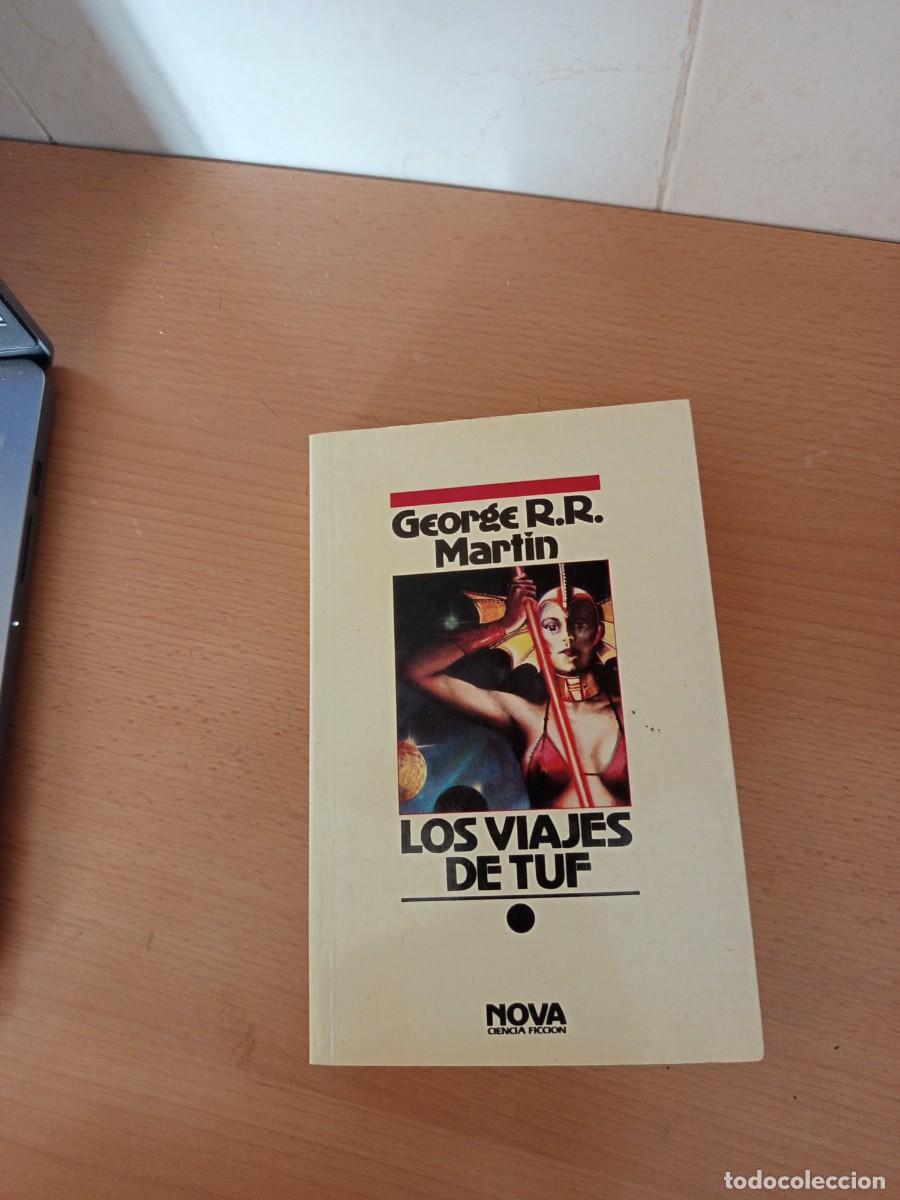 George R.R.
Martin
LOS VIAJES
DE TUF
NOVA
CIENCIA FICCION
todocoleccion